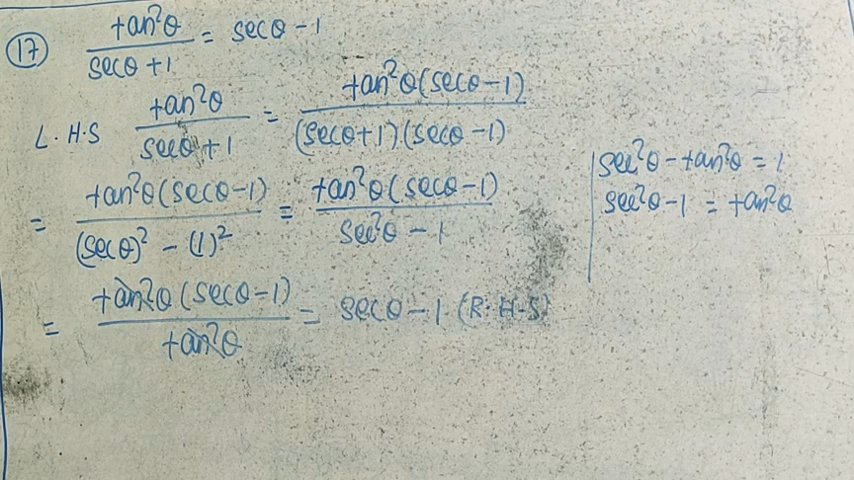 (17) tan²θ / (secθ + 1) = secθ - 1
L.H.S tan²θ / (secθ + 1) = tan²θ(secθ - 1) / (secθ + 1)(secθ - 1)
= tan²θ(secθ - 1) / ((secθ)² - (1)²) = tan²θ(secθ - 1) / (sec²θ - 1)
= tan²θ(secθ - 1) / tan²θ = secθ - 1 (R.H.S)
sec²θ - tan²θ = 1
sec²θ - 1 = tan²θ